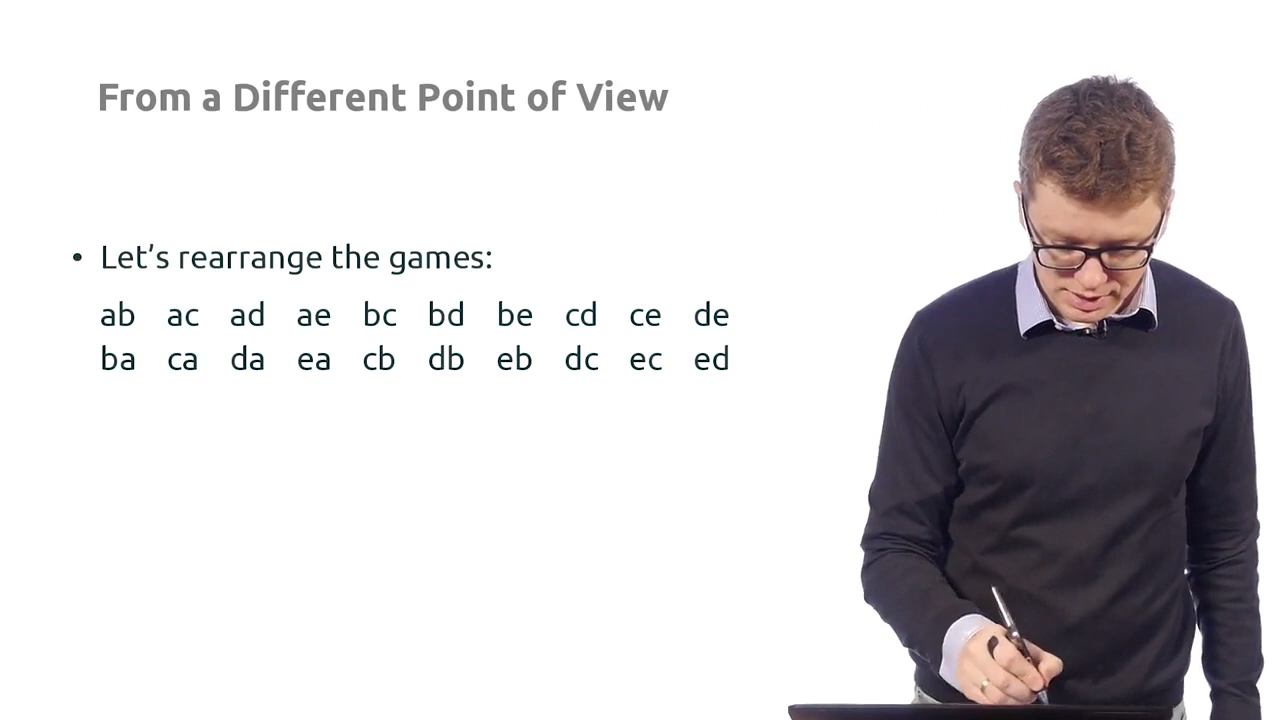 From a Different Point of View
• Let's rearrange the games:
ab ac ad ae bc bd be cd ce de
ba ca da ea cb db eb dc ec ed